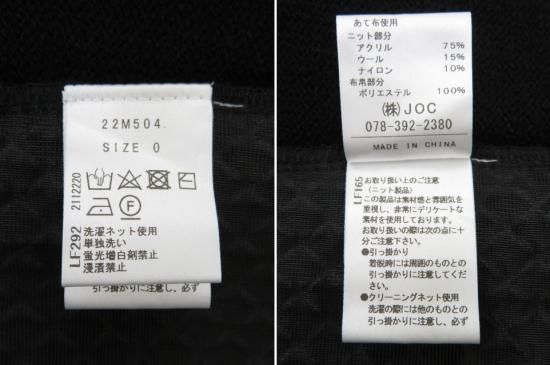 22M504.
SIZE 0
2112220
LF292
洗濯ネット使用
単独洗い
蛍光増白剤禁止
浸漬禁止
引っ掛かりに注意し、必ず
あて布使用
ニット部分
アクリル 75%
ウール 15%
ナイロン 10%
布帛部分
ポリエステル 100%
(株)JOC
078-392-2380
MADE IN CHINA
LF165
お取り扱い上のご注意
(ニット製品)
この製品は素材感と雰囲気を
重視し、非常にデリケートな
素材を使用しております。
お取り扱いの際は次の点に十
分ご注意下さい。
●引っ掛かり
着脱時には周囲のものとの
引っ掛かりに注意してくだ
さい。
●クリーニングネット使用
洗濯の際には他のものとの
引っ掛かりに注意し、必ず